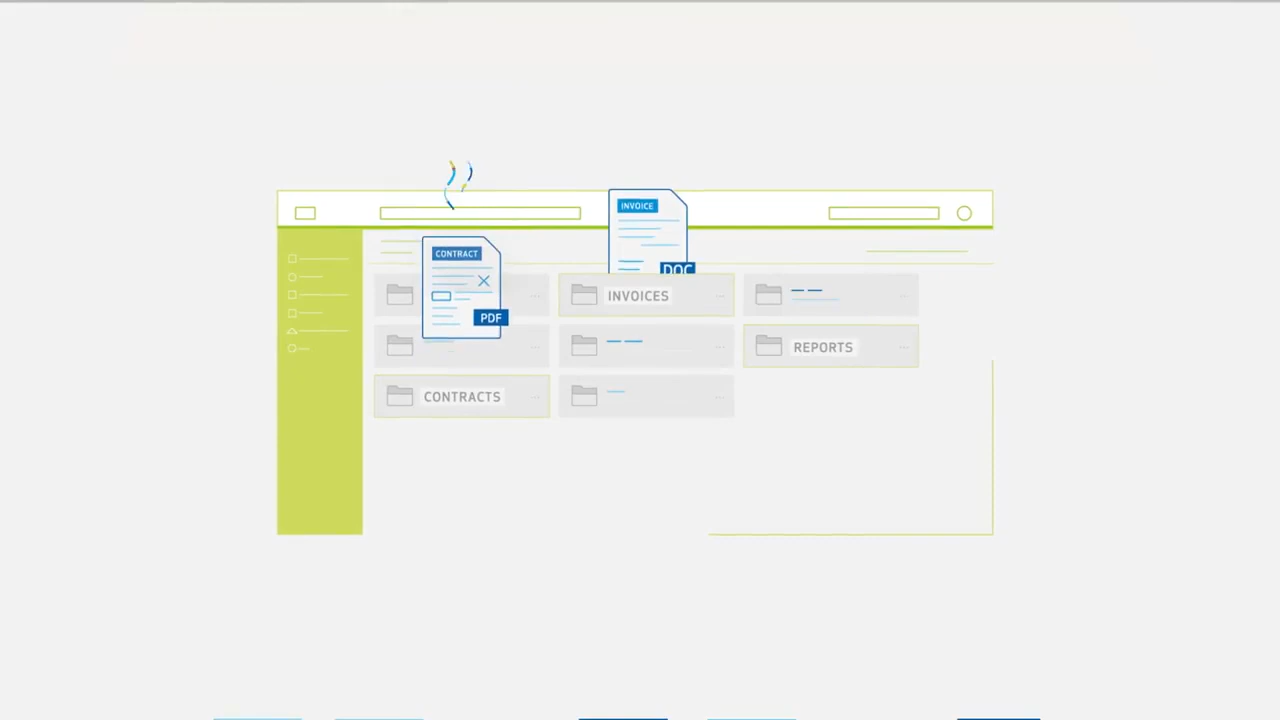 INVOICE
CONTRACT
DOC
INVOICES
PDF
REPORTS
CONTRACTS